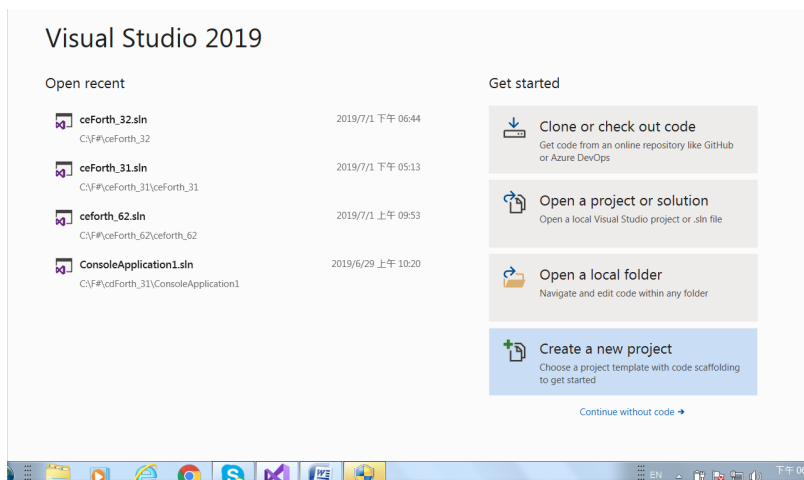 Visual Studio 2019
Open recent
ceForth_32.sln 2019/7/1 下午 06:44
C:\F#\ceForth_32
ceForth_31.sln 2019/7/1 下午 05:13
C:\F#\ceForth_31\ceForth_31
ceforth_62.sln 2019/7/1 上午 09:53
C:\F#\ceForth_62\ceforth_62
ConsoleApplication1.sln 2019/6/29 上午 10:20
C:\F#\cdForth_31\ConsoleApplication1
Get started
Clone or check out code
Get code from an online repository like GitHub
or Azure DevOps
Open a project or solution
Open a local Visual Studio project or .sln file
Open a local folder
Navigate and edit code within any folder
Create a new project
Choose a project template with code scaffolding
to get started
Continue without code →
EN
下午 06